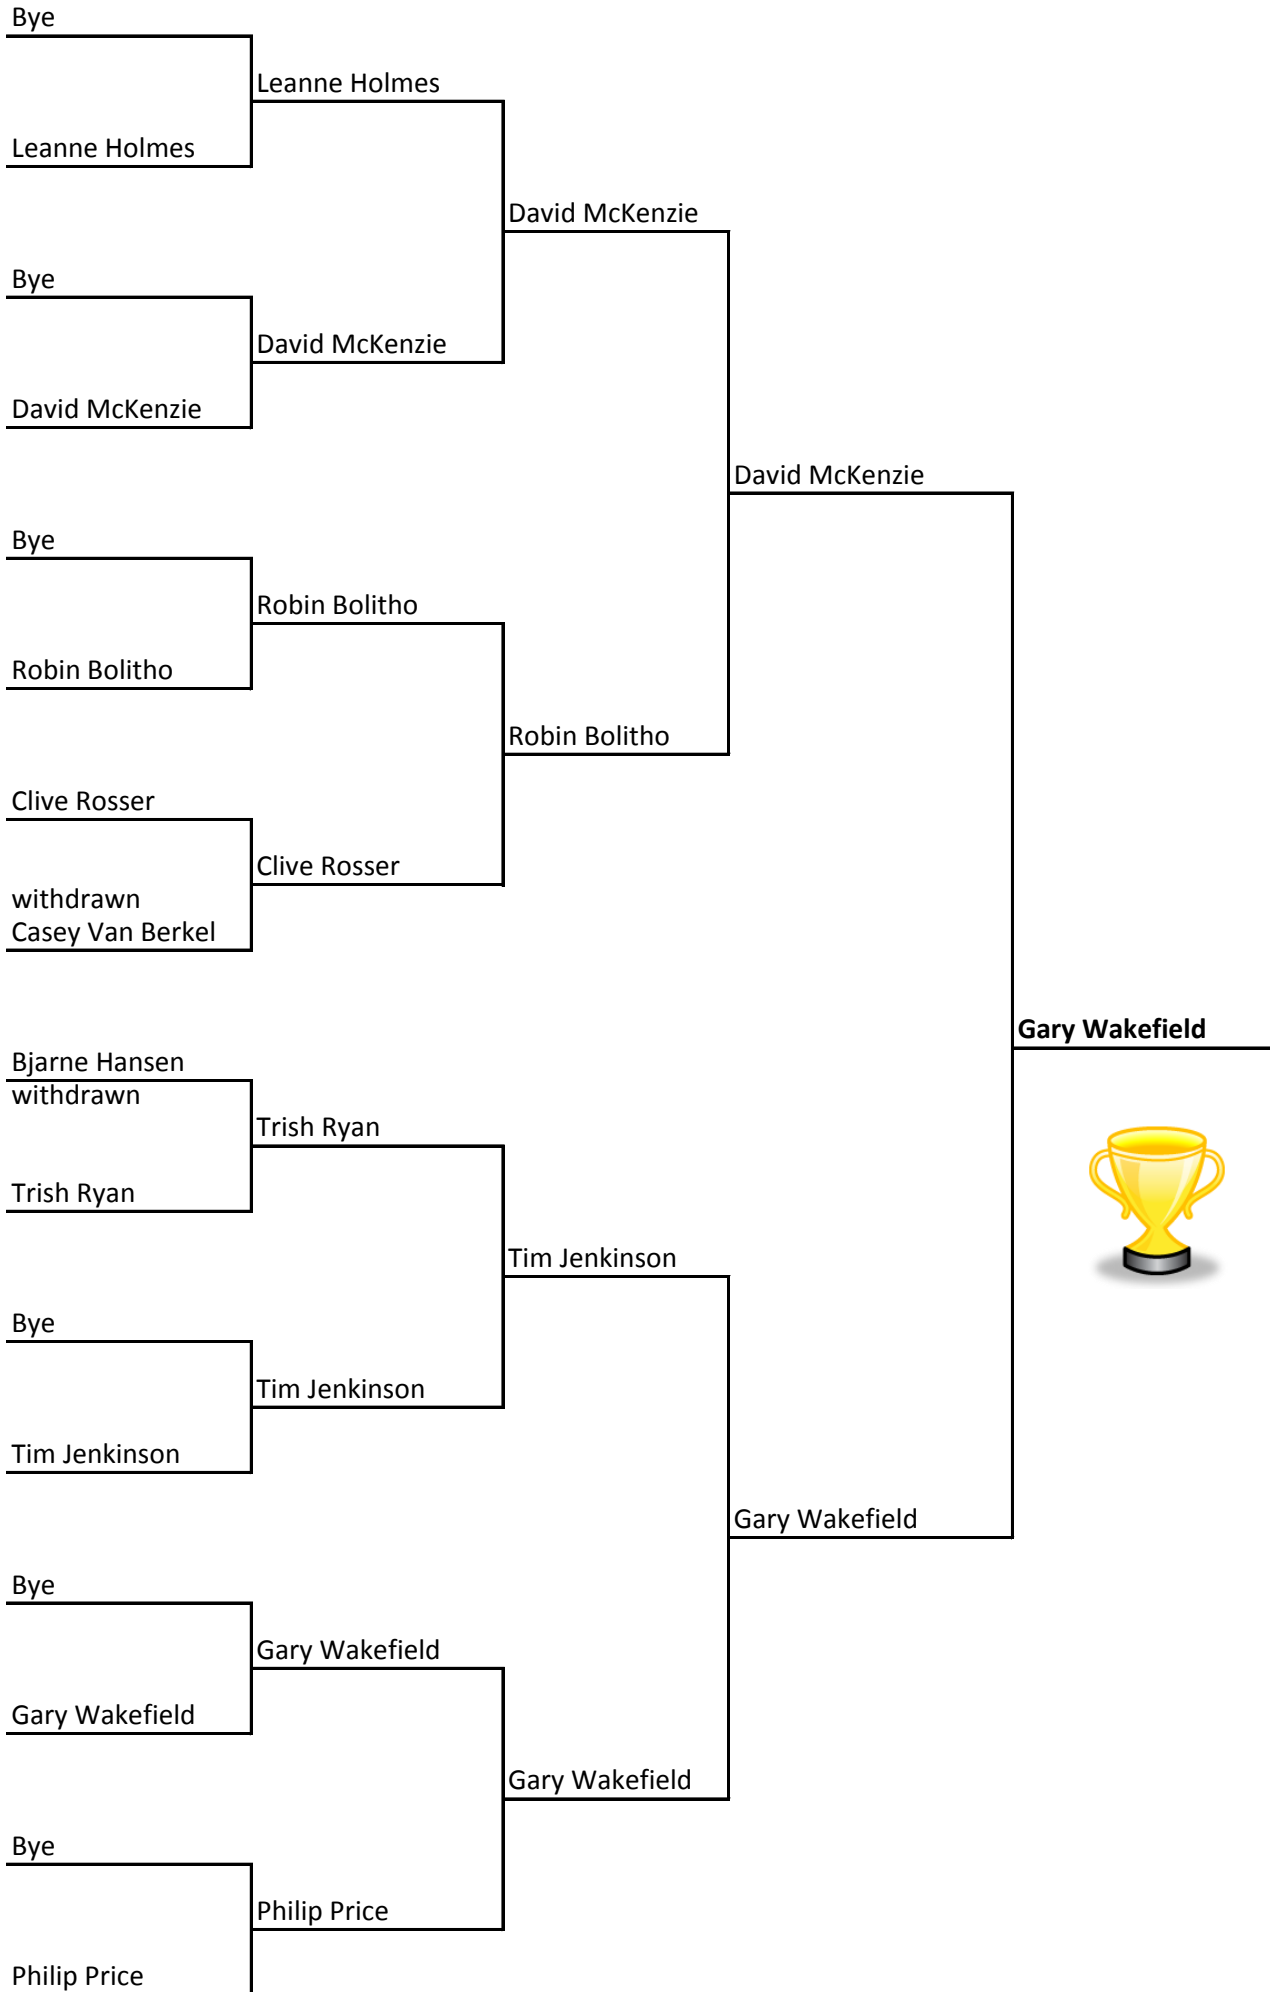 Bye
Leanne Holmes
Leanne Holmes
David McKenzie
Bye
David McKenzie
David McKenzie
David McKenzie
Bye
Robin Bolitho
Robin Bolitho
Robin Bolitho
Clive Rosser
Clive Rosser
withdrawn
Casey Van Berkel
Gary Wakefield
Bjarne Hansen
withdrawn
Trish Ryan
Trish Ryan
Tim Jenkinson
Bye
Tim Jenkinson
Tim Jenkinson
Gary Wakefield
Bye
Gary Wakefield
Gary Wakefield
Gary Wakefield
Bye
Philip Price
Philip Price